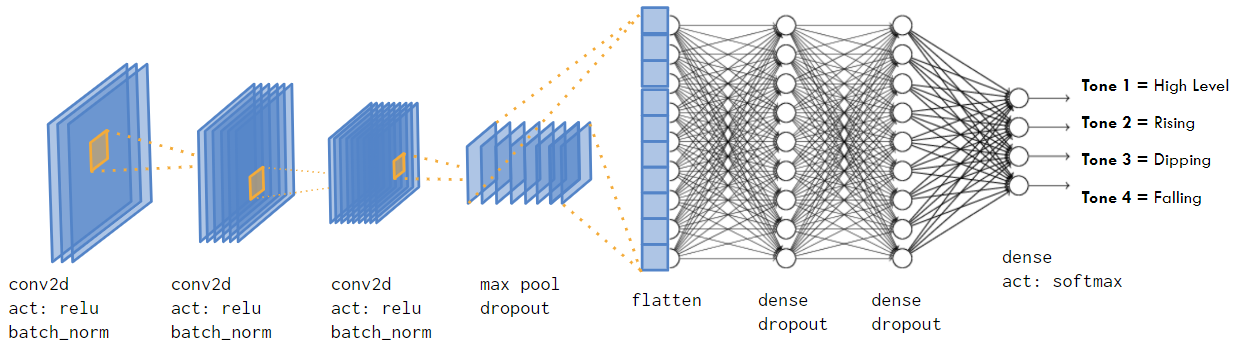 Tone 1 = High Level
Tone 2 = Rising
Tone 3 = Dipping
Tone 4 = Falling
conv2d
act: relu
batch_norm
conv2d
act: relu
batch_norm
conv2d
act: relu
batch_norm
max pool
dropout
flatten
dense
dropout
dense
dropout
dense
act: softmax